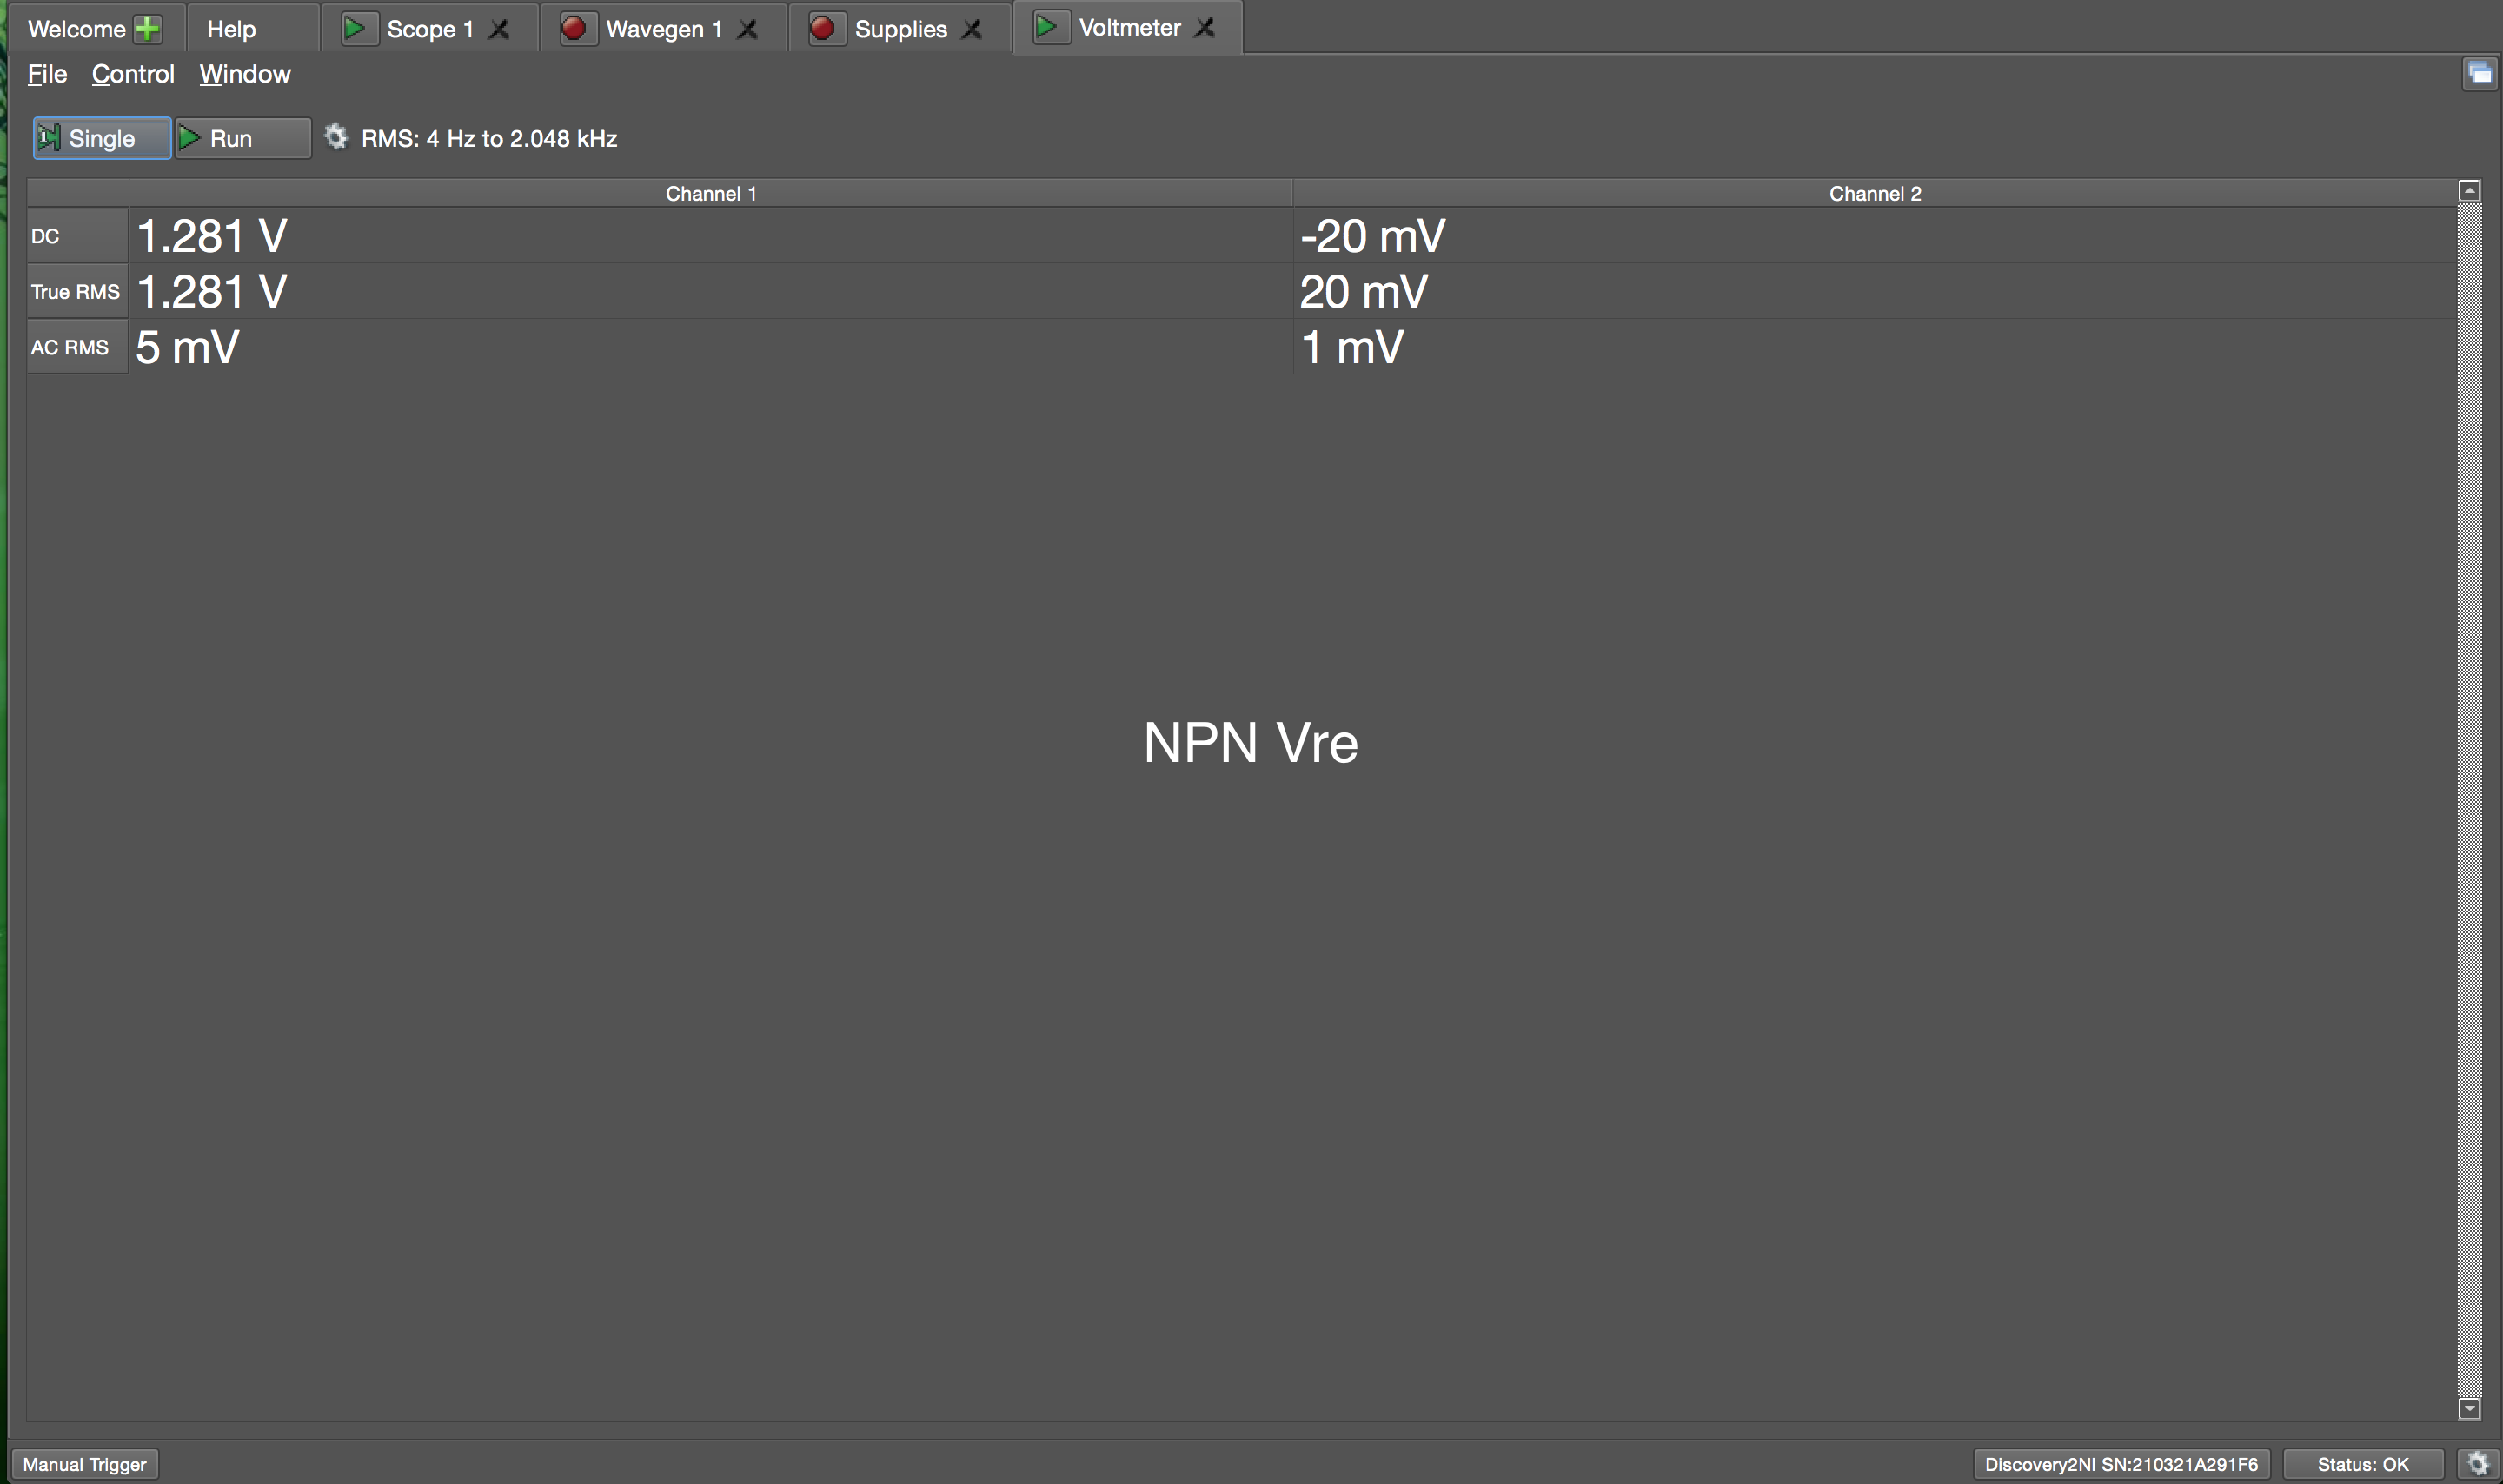 Welcome Help Scope 1 Wavegen 1 Supplies Voltmeter
File Control Window
1 Single Run RMS: 4 Hz to 2.048 kHz
Channel 1 Channel 2
DC 1.281 V -20 mV
True RMS 1.281 V 20 mV
AC RMS 5 mV 1 mV
NPN Vre
Manual Trigger Discovery2NI SN:210321A291F6 Status: OK